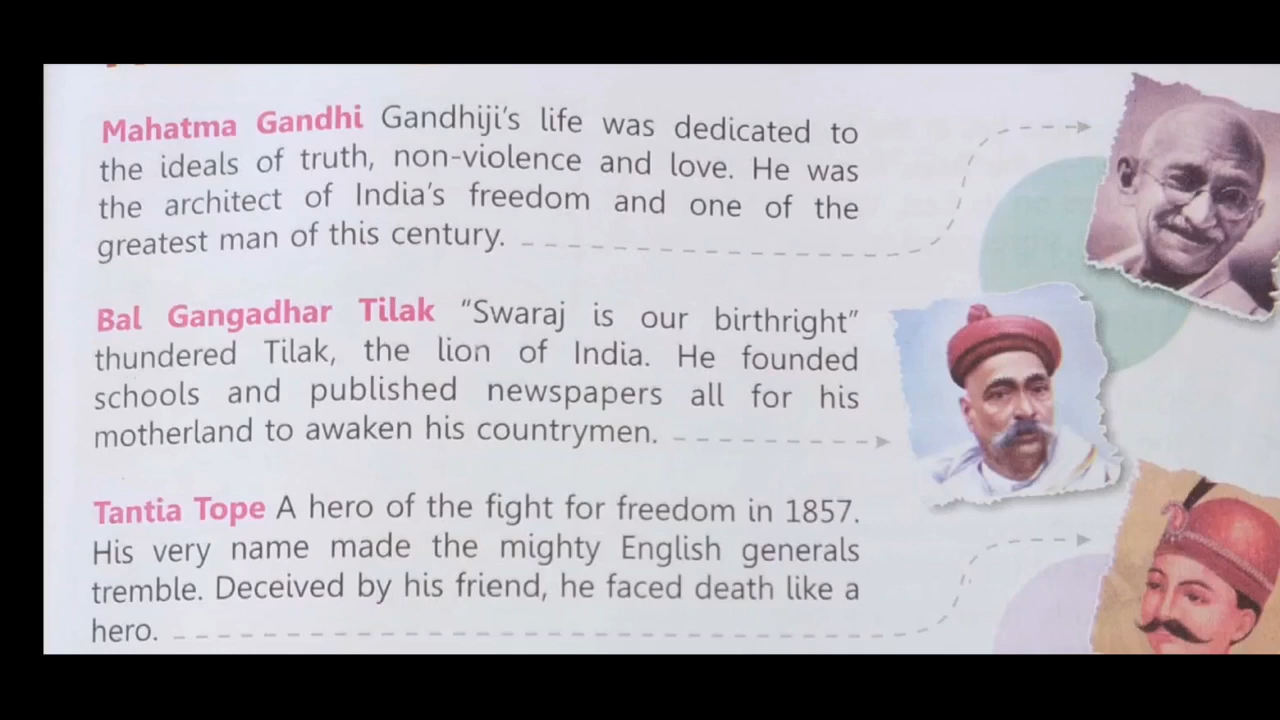 Mahatma Gandhi Gandhiji's life was dedicated to
the ideals of truth, non-violence and love. He was
the architect of India's freedom and one of the
greatest man of this century.
Bal Gangadhar Tilak "Swaraj is our birthright"
thundered Tilak, the lion of India. He founded
schools and published newspapers all for his
motherland to awaken his countrymen.
Tantia Tope A hero of the fight for freedom in 1857.
His very name made the mighty English generals
tremble. Deceived by his friend, he faced death like a
hero.